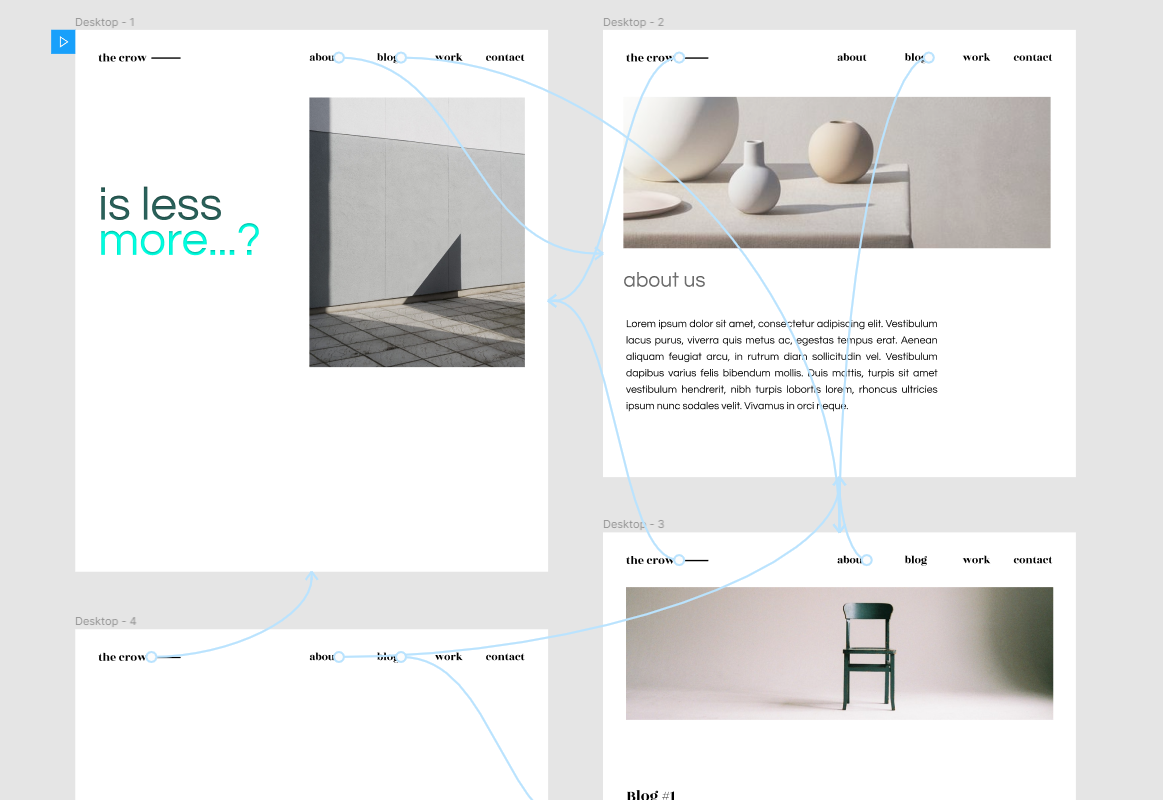 Desktop - 1
the crow
about
blog
work
contact
is less
more...?
Desktop - 2
the crow
about
blog
work
contact
about us
Lorem ipsum dolor sit amet, consectetur adipiscing elit. Vestibulum
lacus purus, viverra quis metus ac, egestas tempus erat. Aenean
aliquam feugiat arcu, in rutrum diam sollicitudin vel. Vestibulum
dapibus varius felis bibendum mollis. Duis mattis, turpis sit amet
vestibulum hendrerit, nibh turpis lobortis lorem, rhoncus ultricies
ipsum nunc sodales velit. Vivamus in orci neque.
Desktop - 3
the crow
about
blog
work
contact
Blog #1
Desktop - 4
the crow
about
blog
work
contact